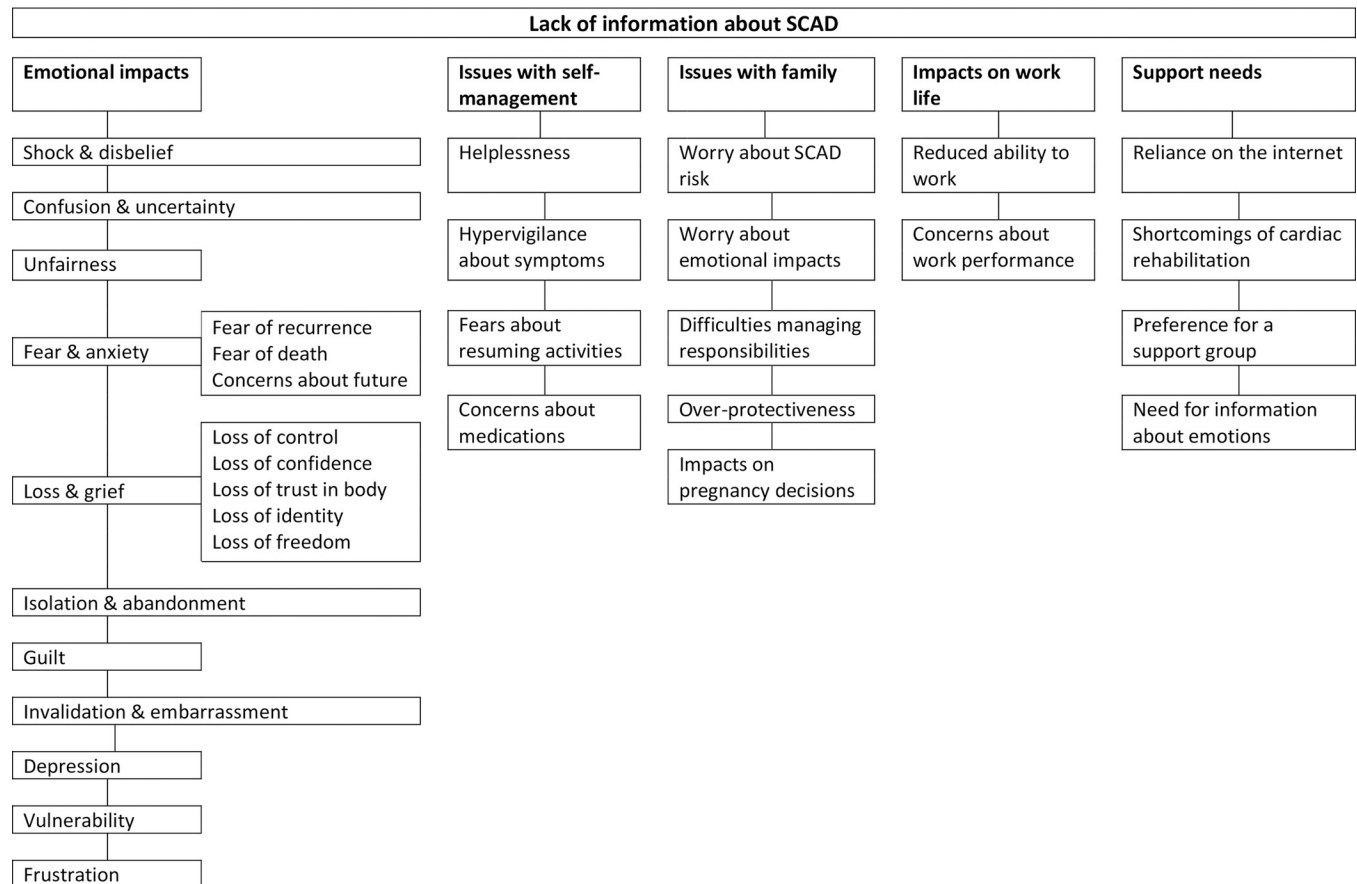 Lack of information about SCAD
Emotional impacts
Shock & disbelief
Confusion & uncertainty
Unfairness
Fear & anxiety
Fear of recurrence
Fear of death
Concerns about future
Loss & grief
Loss of control
Loss of confidence
Loss of trust in body
Loss of identity
Loss of freedom
Isolation & abandonment
Guilt
Invalidation & embarrassment
Depression
Vulnerability
Frustration
Issues with self-
management
Helplessness
Hypervigilance
about symptoms
Fears about
resuming activities
Concerns about
medications
Issues with family
Worry about SCAD
risk
Worry about
emotional impacts
Difficulties managing
responsibilities
Over-protectiveness
Impacts on
pregnancy decisions
Impacts on work
life
Reduced ability to
work
Concerns about
work performance
Support needs
Reliance on the internet
Shortcomings of cardiac
rehabilitation
Preference for a
support group
Need for information
about emotions